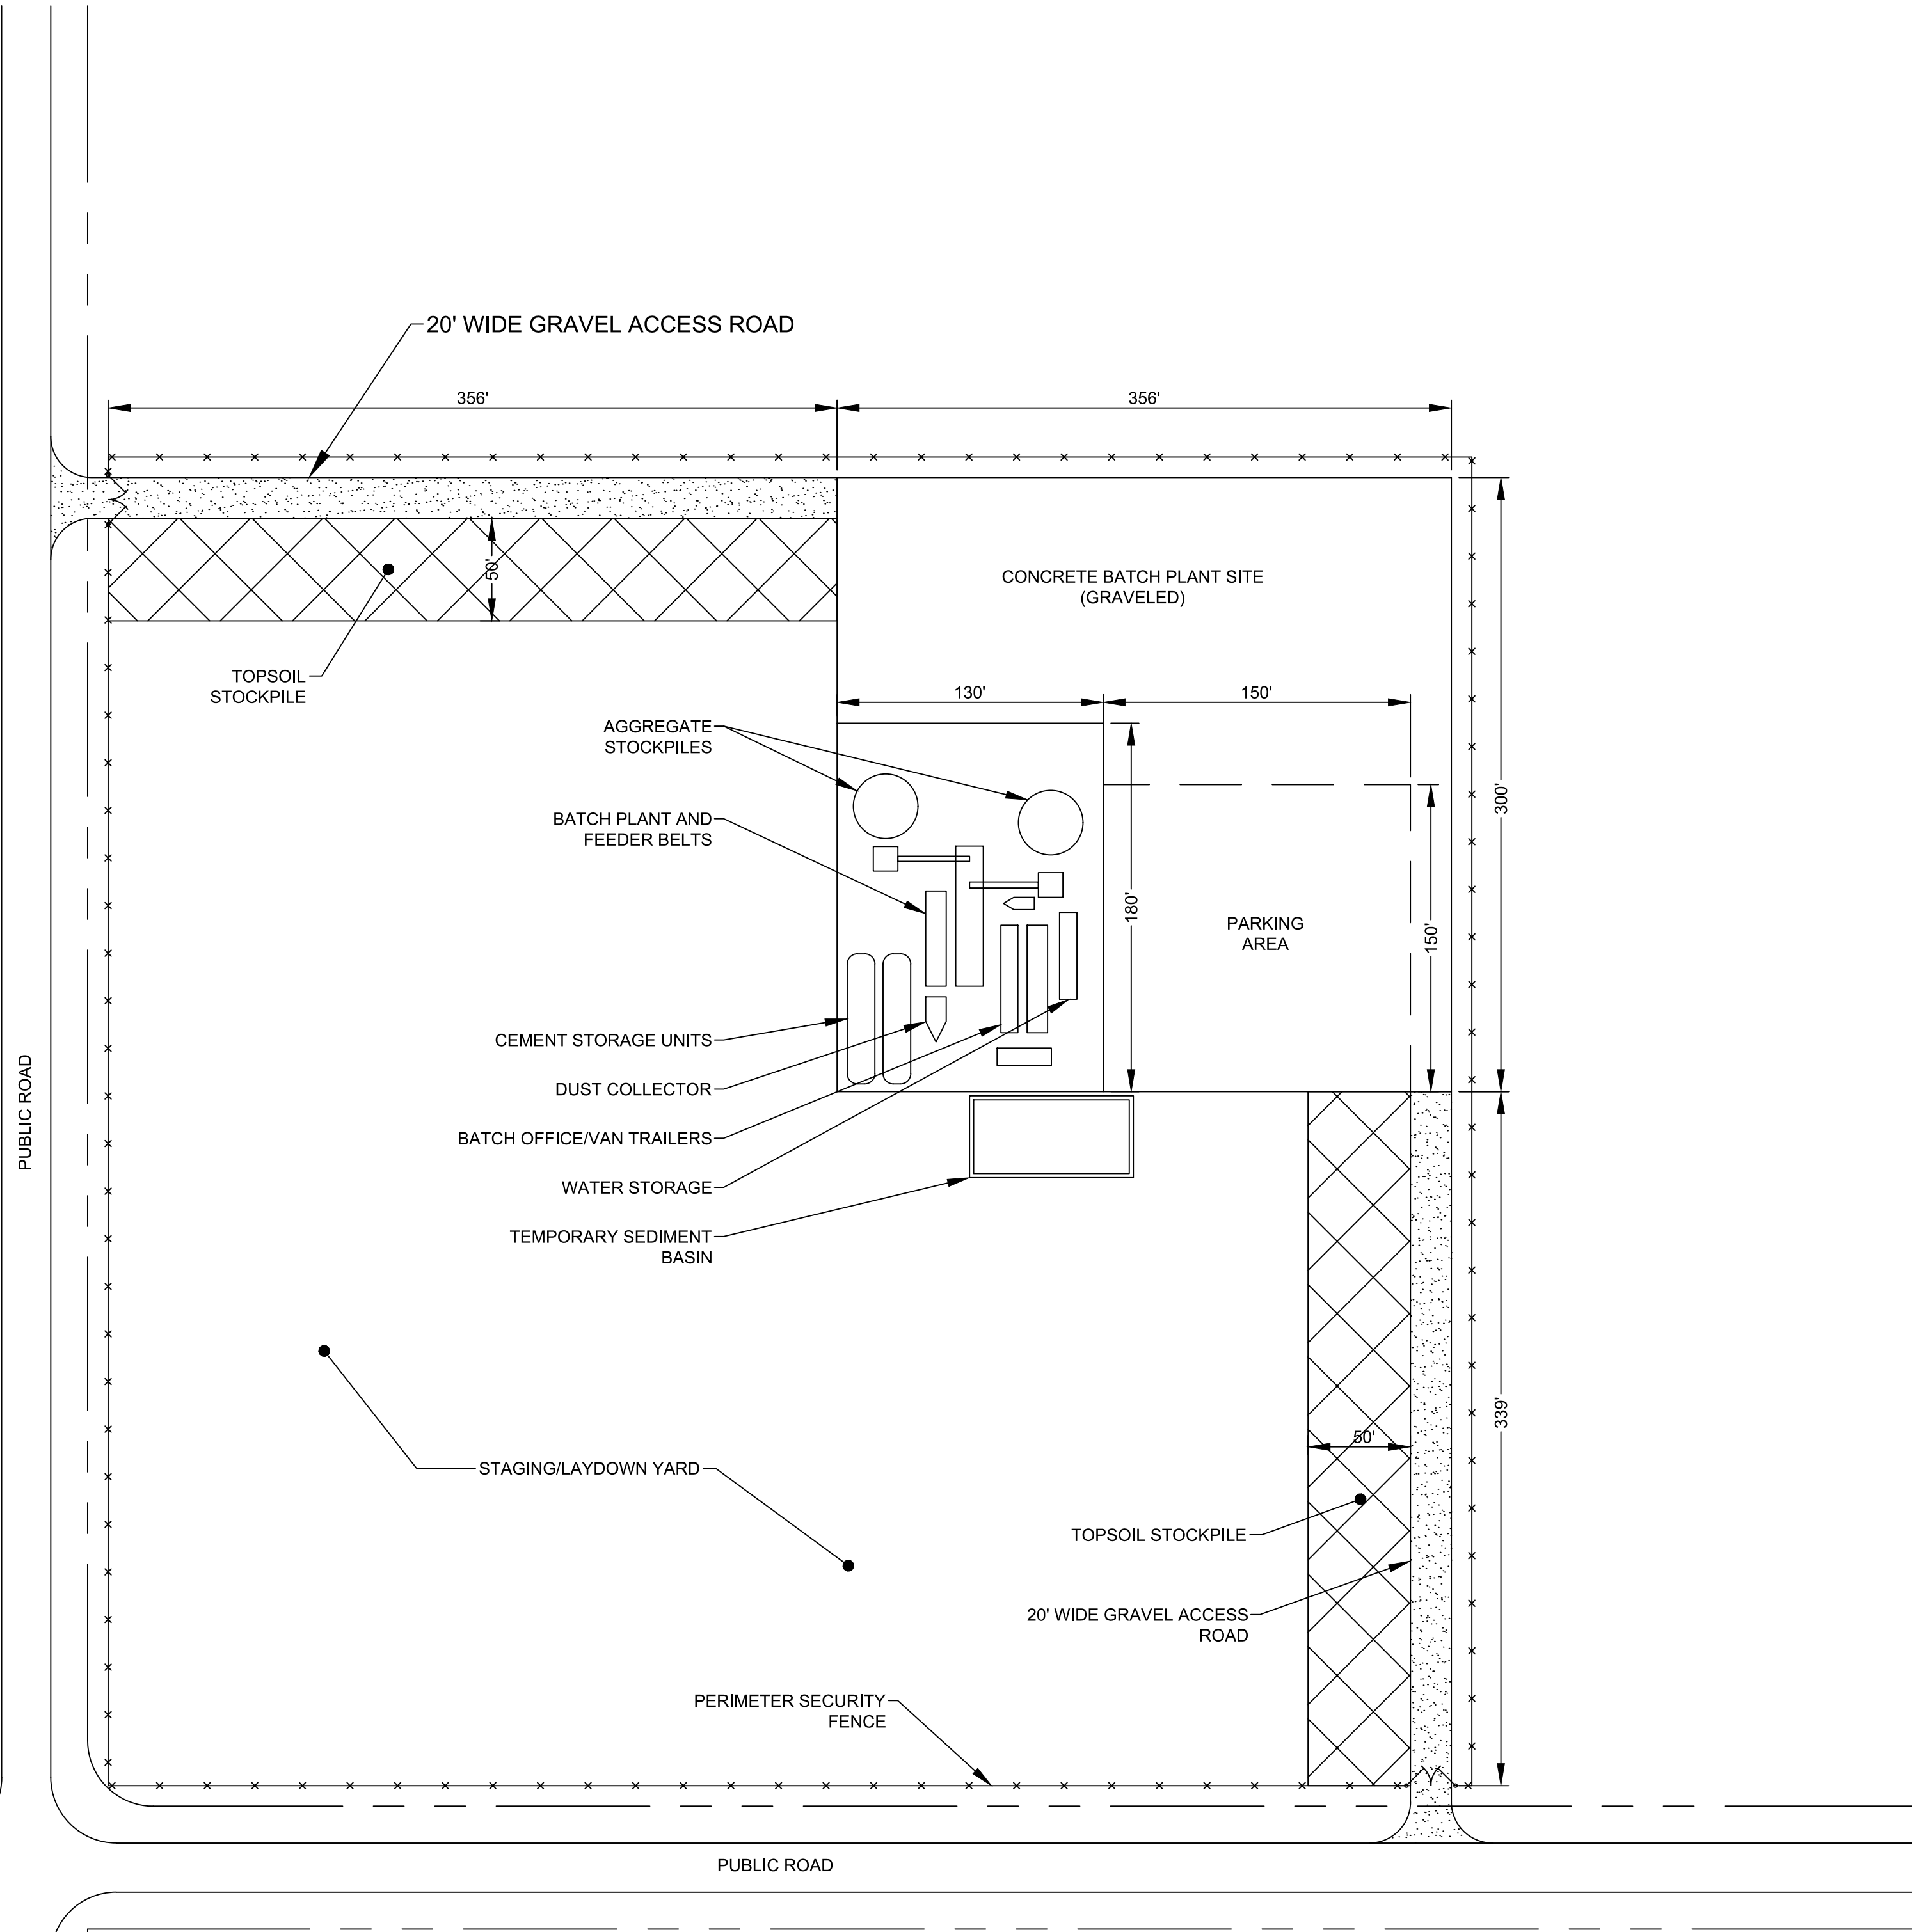 20' WIDE GRAVEL ACCESS ROAD
356'
356'
50'
CONCRETE BATCH PLANT SITE
(GRAVELED)
TOPSOIL
STOCKPILE
130'
150'
AGGREGATE
STOCKPILES
300'
BATCH PLANT AND
FEEDER BELTS
180'
PARKING
AREA
150'
CEMENT STORAGE UNITS
DUST COLLECTOR
PUBLIC ROAD
BATCH OFFICE/VAN TRAILERS
WATER STORAGE
TEMPORARY SEDIMENT
BASIN
339'
50'
STAGING/LAYDOWN YARD
TOPSOIL STOCKPILE
20' WIDE GRAVEL ACCESS
ROAD
PERIMETER SECURITY
FENCE
PUBLIC ROAD